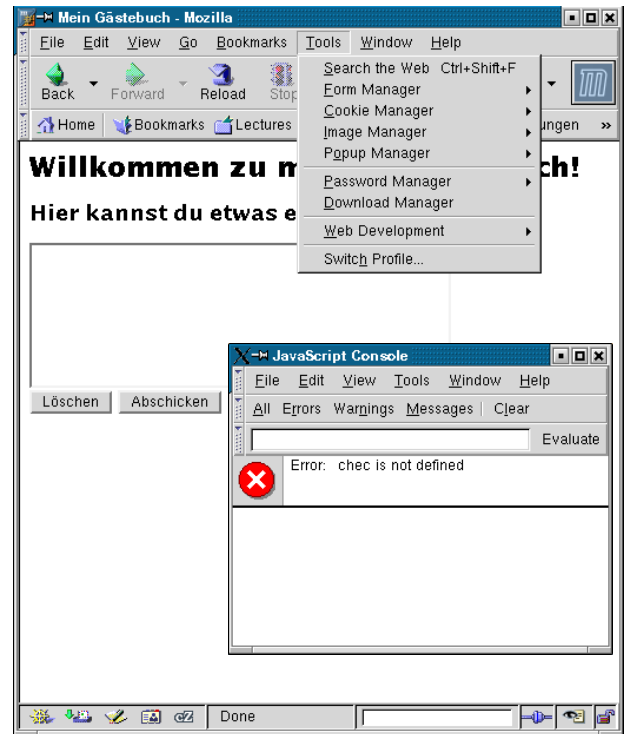 Mein Gästebuch - Mozilla
File Edit View Go Bookmarks Tools Window Help
Back Forward Reload Stop
Home Bookmarks Lectures ungen »
Search the Web Ctrl+Shift+F
Form Manager
Cookie Manager
Image Manager
Popup Manager
Password Manager
Download Manager
Web Development
Switch Profile...
Willkommen zu m ch!
Hier kannst du etwas e
Löschen Abschicken
JavaScript Console
File Edit View Tools Window Help
All Errors Warnings Messages Clear
Evaluate
Error: chec is not defined
Done